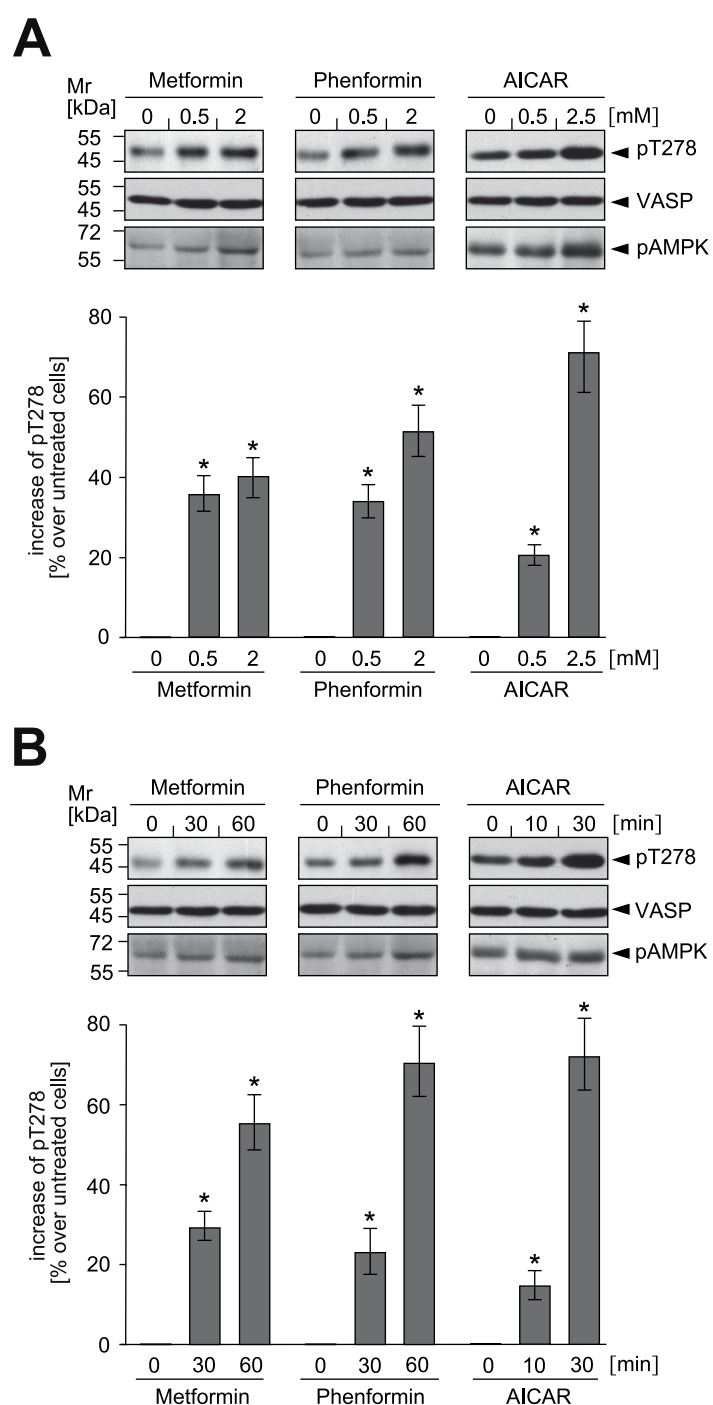 A
Mr
[kDa]
Metformin Phenformin AICAR
0 0.5 2 0 0.5 2 0 0.5 2.5 [mM]
55
45
pT278
55
45
VASP
72
55
pAMPK
increase of pT278
[% over untreated cells]
80
60
40
20
0
* * * * * *
0 0.5 2 0 0.5 2 0 0.5 2.5 [mM]
Metformin Phenformin AICAR
B
Mr
[kDa]
Metformin Phenformin AICAR
0 30 60 0 30 60 0 10 30 [min]
55
45
pT278
55
45
VASP
72
55
pAMPK
increase of pT278
[% over untreated cells]
80
60
40
20
0
* * * * * *
0 30 60 0 30 60 0 10 30 [min]
Metformin Phenformin AICAR